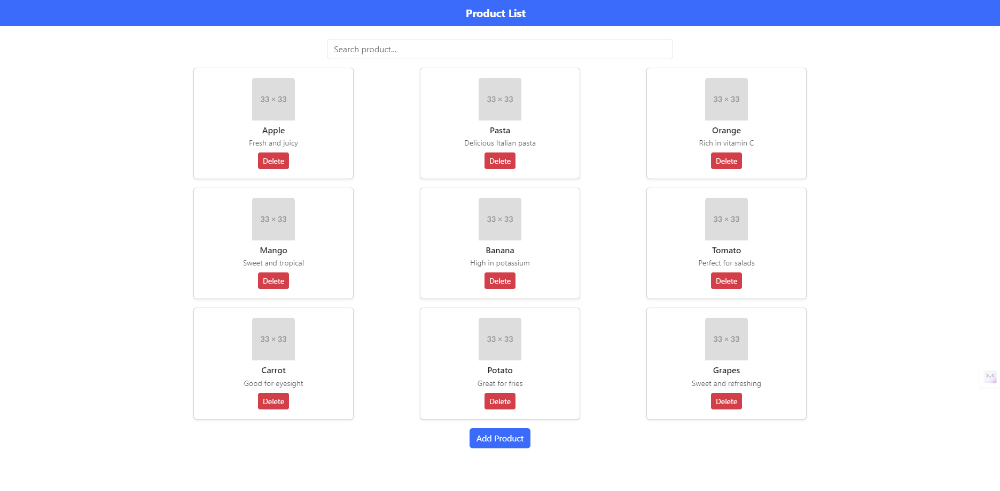 Product List
Search product...
33 × 33
33 × 33
33 × 33
Apple
Pasta
Orange
Fresh and juicy
Delicious Italian pasta
Rich in vitamin C
Delete
Delete
Delete
33 × 33
33 × 33
33 × 33
Mango
Banana
Tomato
Sweet and tropical
High in potassium
Perfect for salads
Delete
Delete
Delete
33 × 33
33 × 33
33 × 33
Carrot
Potato
Grapes
Good for eyesight
Great for fries
Sweet and refreshing
Delete
Delete
Delete
Add Product